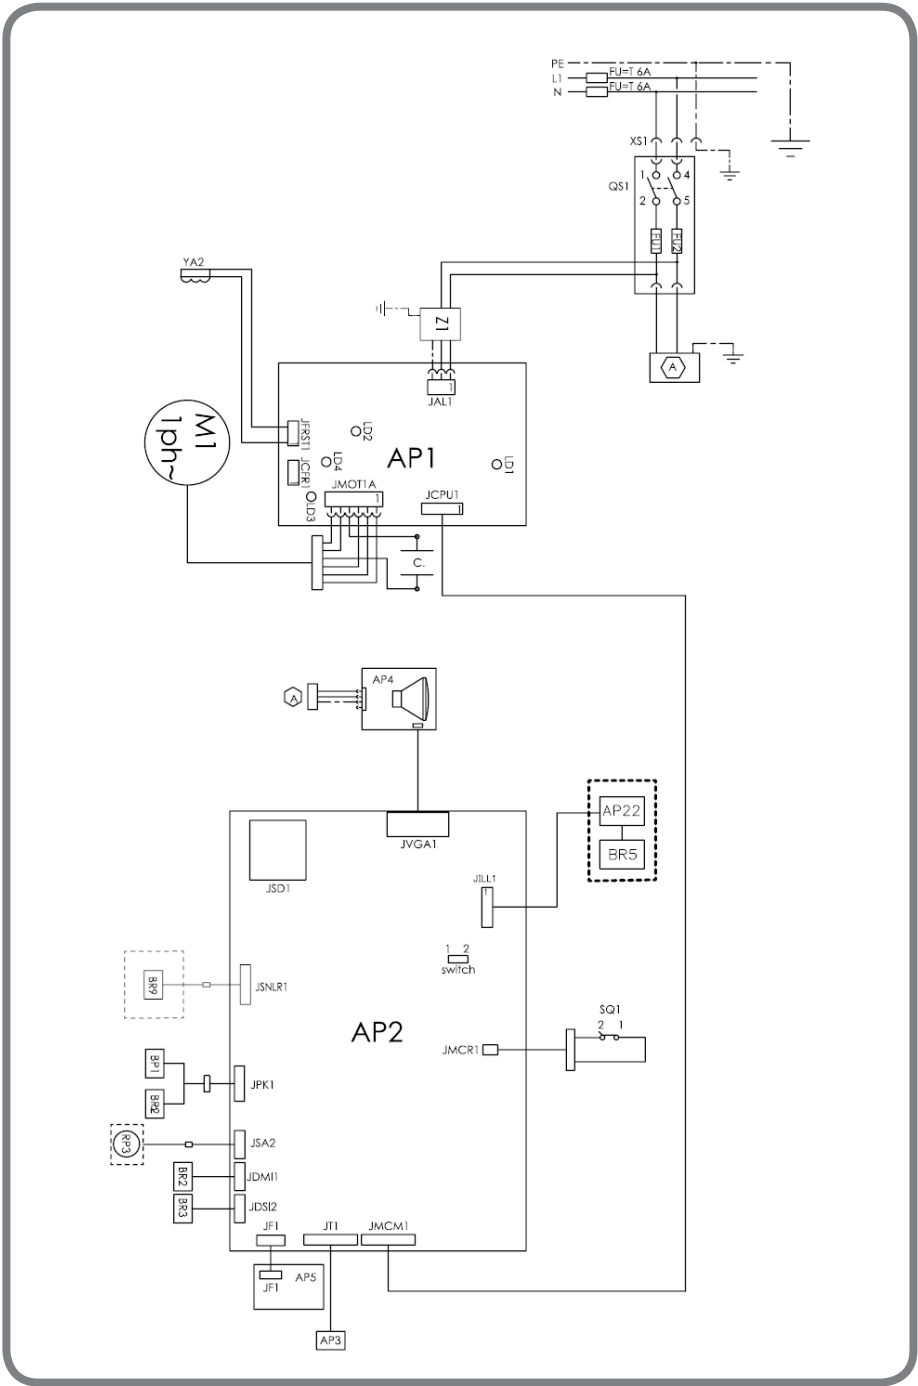 PE
L1 FU=T 6A
N FU=T 6A
XS1
1 4
QS1
2 5
FU1 FU2
YA2
Z1
A
1
JAL1
M1
1ph~
JFRST1
LD2
LD4
AP1
LD1
JCFR1
JMOT1A
1
JCPU1
1
LD3
C.
AP4
A
AP22
JVGA1
BR5
JSD1
JILL1
1
1 2
switch
BR9
JSNLR1
SQ1
2 1
AP2
JMCR1
BP1
JPK1
BR2
RP3
JSA2
BR2
JDMI1
BR3
JDSI2
JF1 JT1 JMCM1
JF1 AP5
AP3